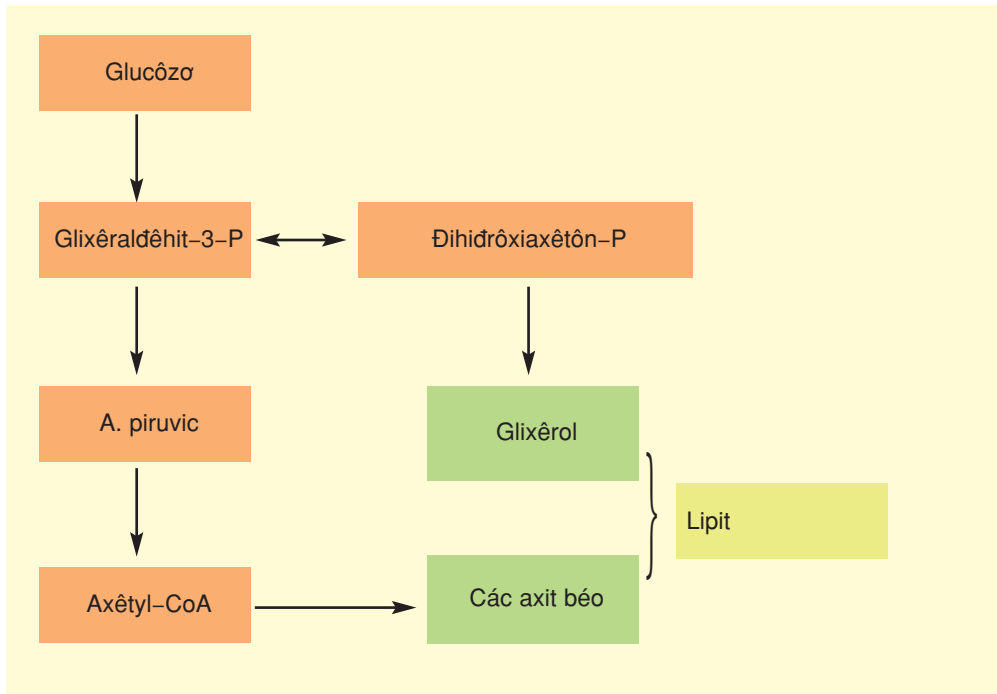 Glucôzơ
Glixêralđêhit–3–P
Đihiđrôxiaxêtôn–P
A. piruvic
Glixêrol
Lipit
Axêtyl–CoA
Các axit béo